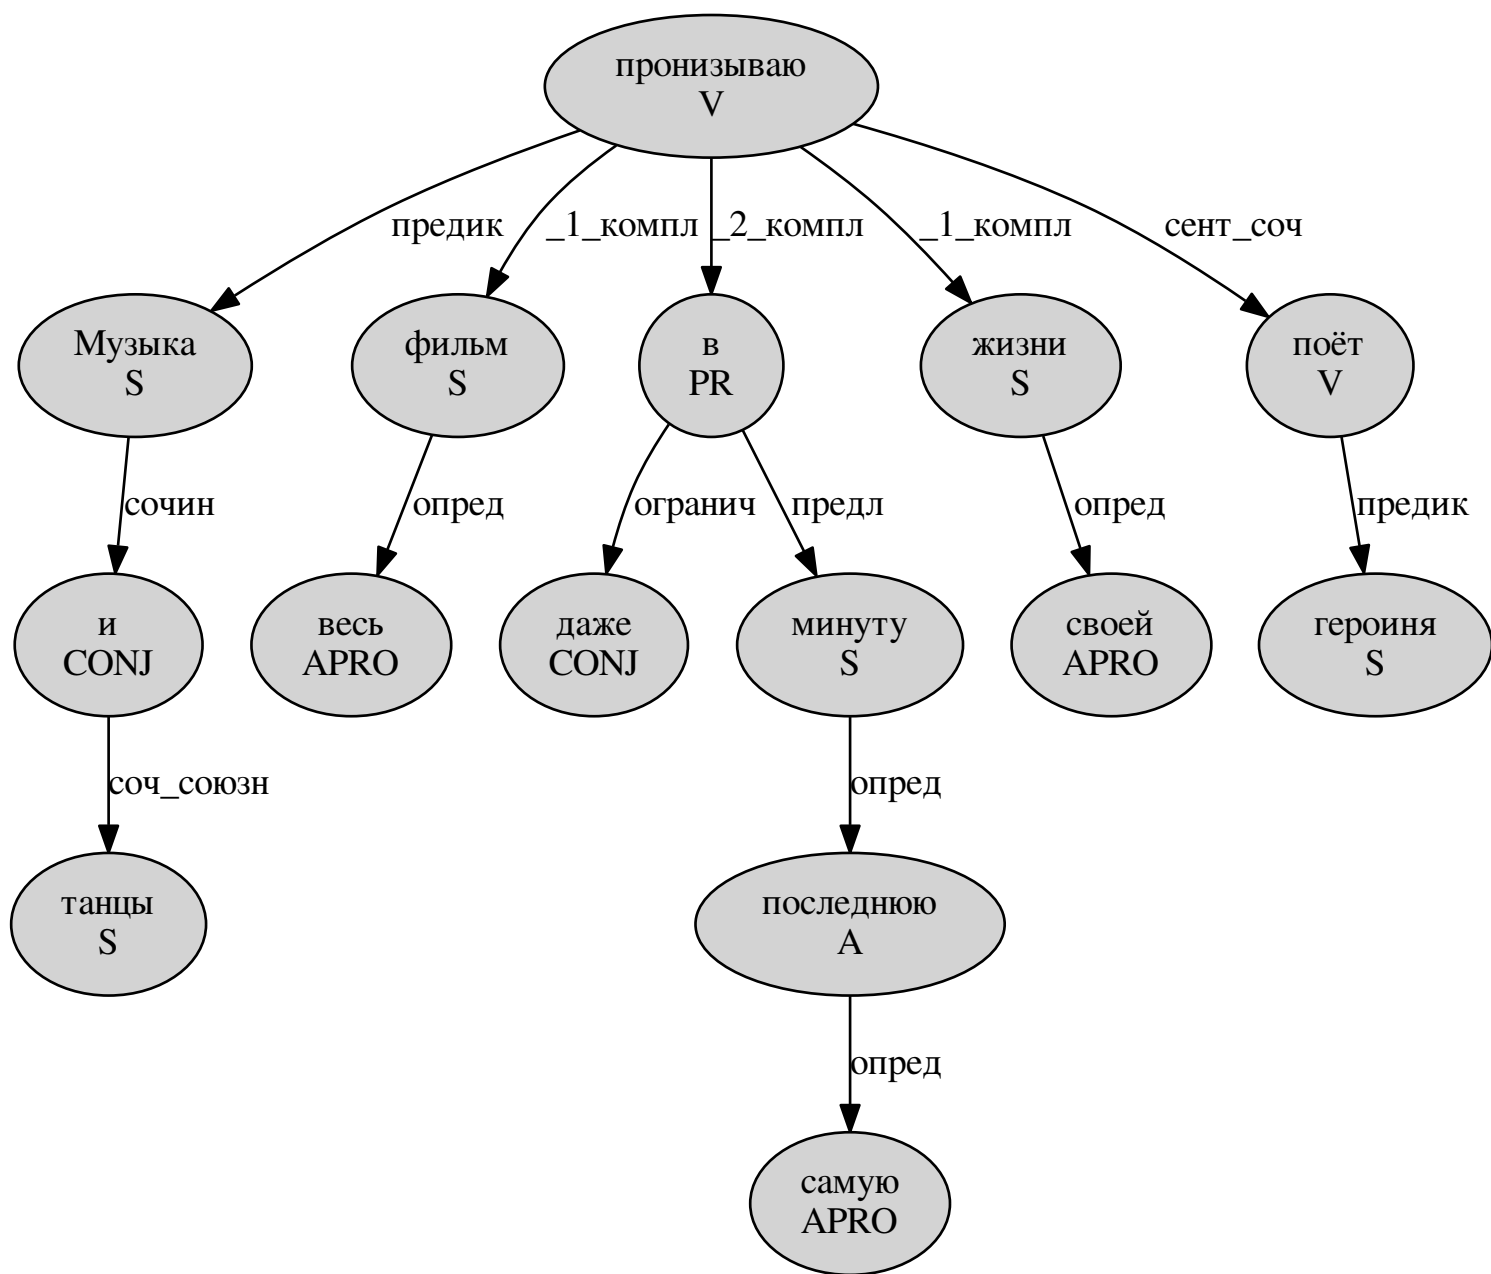 пронизываю
V
предик
_1_компл
_2_компл
_1_компл
сент_соч
Музыка
S
фильм
S
в
PR
жизни
S
поёт
V
сочин
опред
огранич
предл
опред
предик
и
CONJ
весь
APRO
даже
CONJ
минуту
S
своей
APRO
героиня
S
соч_союзн
опред
танцы
S
последнюю
A
опред
самую
APRO